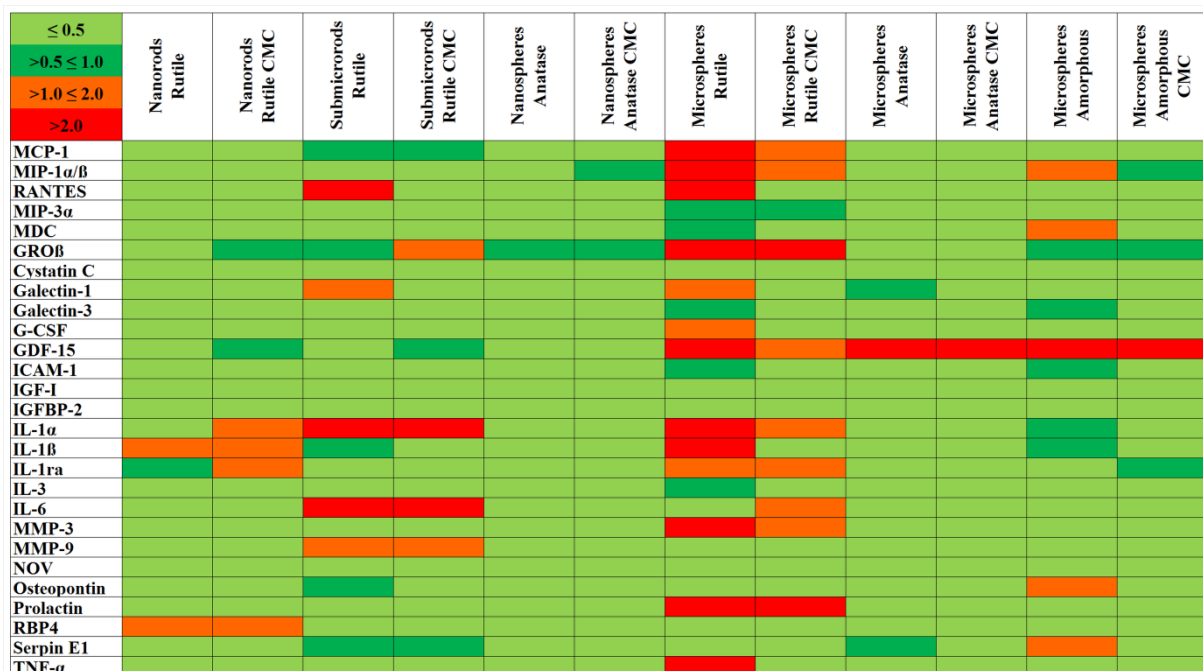 ≤ 0.5
>0.5 ≤ 1.0
>1.0 ≤ 2.0
>2.0
Nanorods
Rutile
Nanorods
Rutile CMC
Submicrorods
Rutile
Submicrorods
Rutile CMC
Nanospheres
Anatase
Nanospheres
Anatase CMC
Microspheres
Rutile
Microspheres
Rutile CMC
Microspheres
Anatase
Microspheres
Anatase CMC
Microspheres
Amorphous
Microspheres
Amorphous
CMC
MCP-1
MIP-1α/ß
RANTES
MIP-3α
MDC
GROß
Cystatin C
Galectin-1
Galectin-3
G-CSF
GDF-15
ICAM-1
IGF-I
IGFBP-2
IL-1α
IL-1ß
IL-1ra
IL-3
IL-6
MMP-3
MMP-9
NOV
Osteopontin
Prolactin
RBP4
Serpin E1
TNF-α